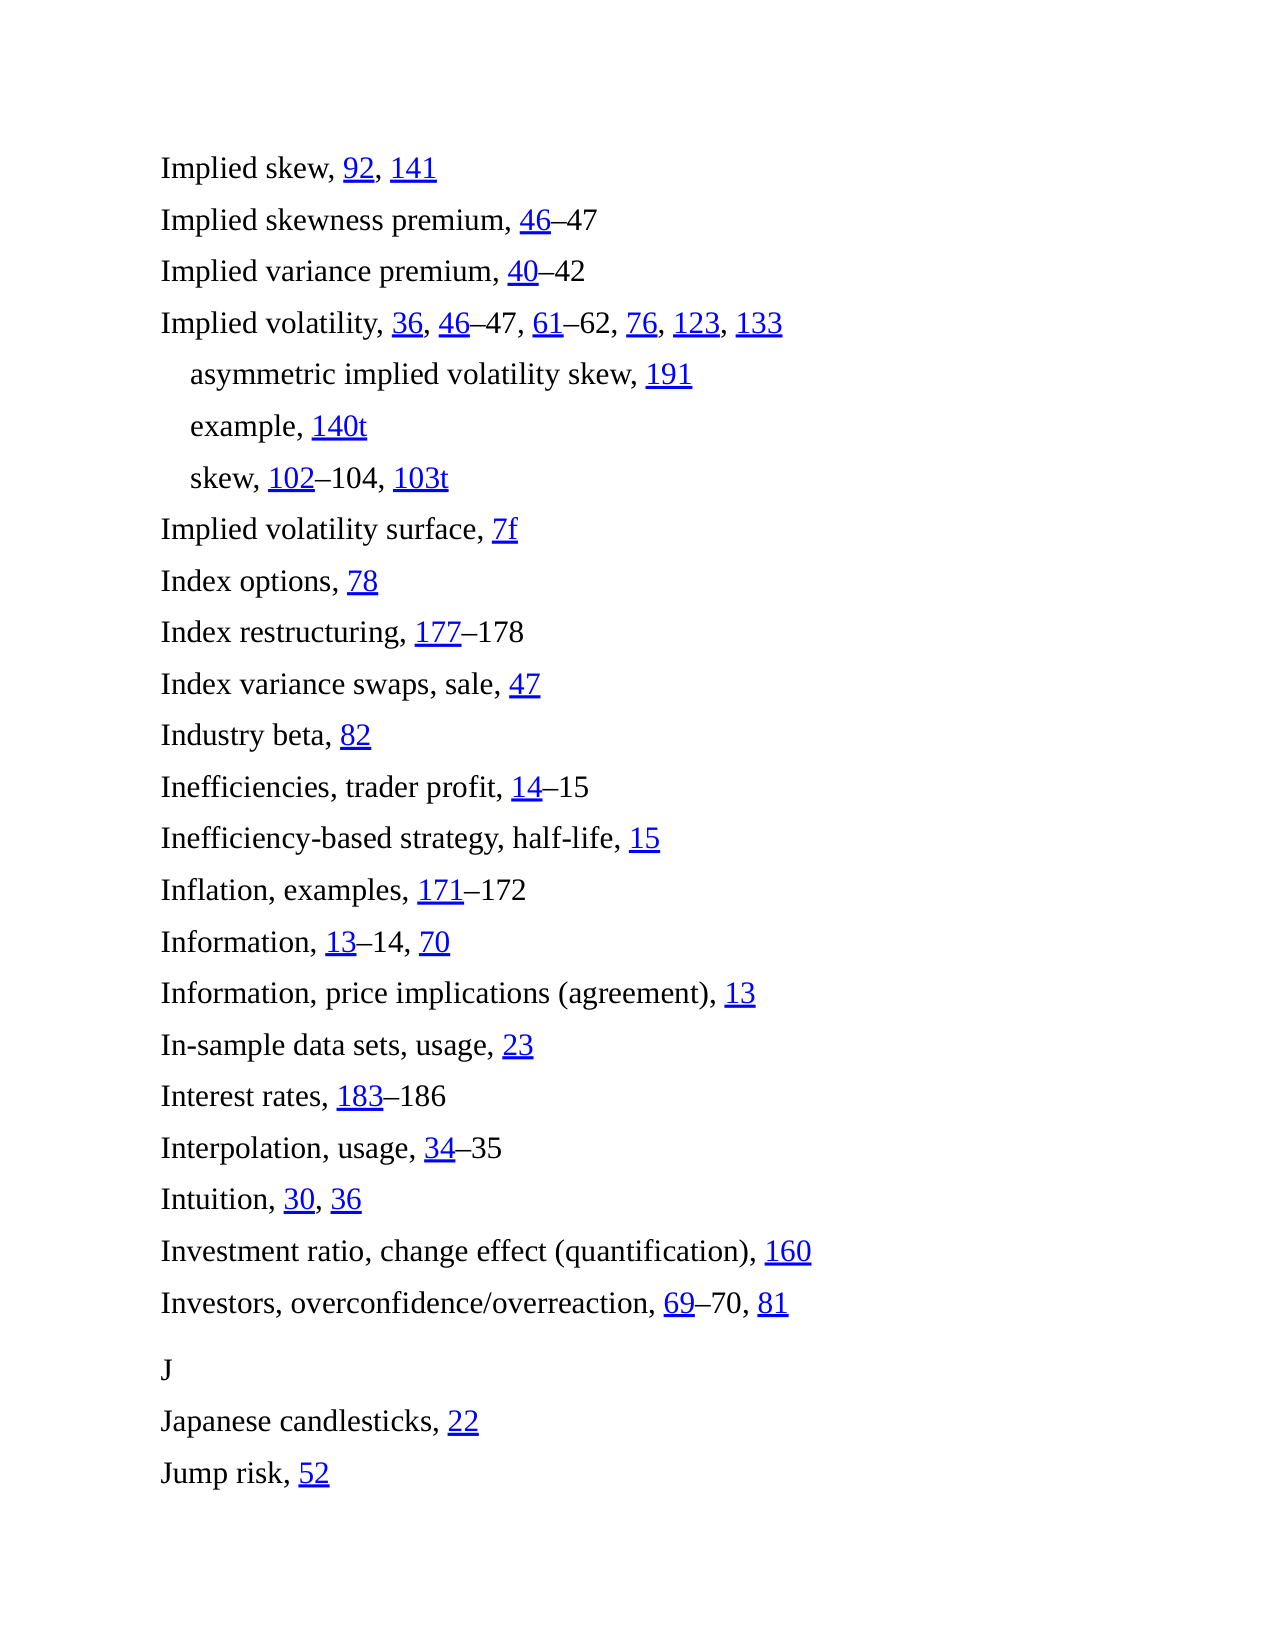 Implied skew, 92, 141
Implied skewness premium, 46–47
Implied variance premium, 40–42
Implied volatility, 36, 46–47, 61–62, 76, 123, 133
asymmetric implied volatility skew, 191
example, 140t
skew, 102–104, 103t
Implied volatility surface, 7f
Index options, 78
Index restructuring, 177–178
Index variance swaps, sale, 47
Industry beta, 82
Inefficiencies, trader profit, 14–15
Inefficiency-based strategy, half-life, 15
Inflation, examples, 171–172
Information, 13–14, 70
Information, price implications (agreement), 13
In-sample data sets, usage, 23
Interest rates, 183–186
Interpolation, usage, 34–35
Intuition, 30, 36
Investment ratio, change effect (quantification), 160
Investors, overconfidence/overreaction, 69–70, 81
J
Japanese candlesticks, 22
Jump risk, 52